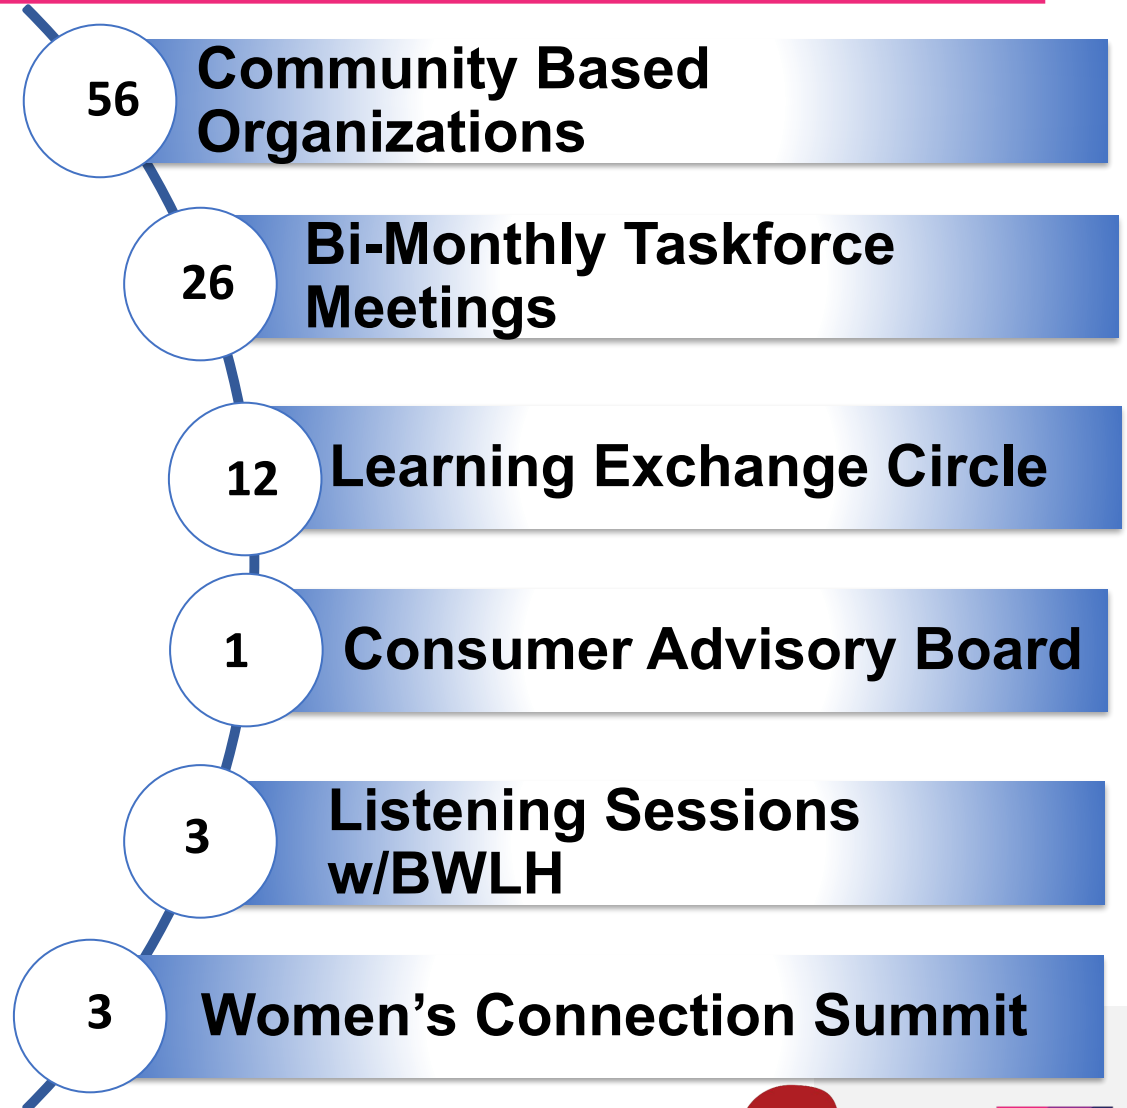 56
Community Based
Organizations
26
Bi-Monthly Taskforce
Meetings
12
Learning Exchange Circle
1
Consumer Advisory Board
3
Listening Sessions
w/BWLH
3
Women’s Connection Summit